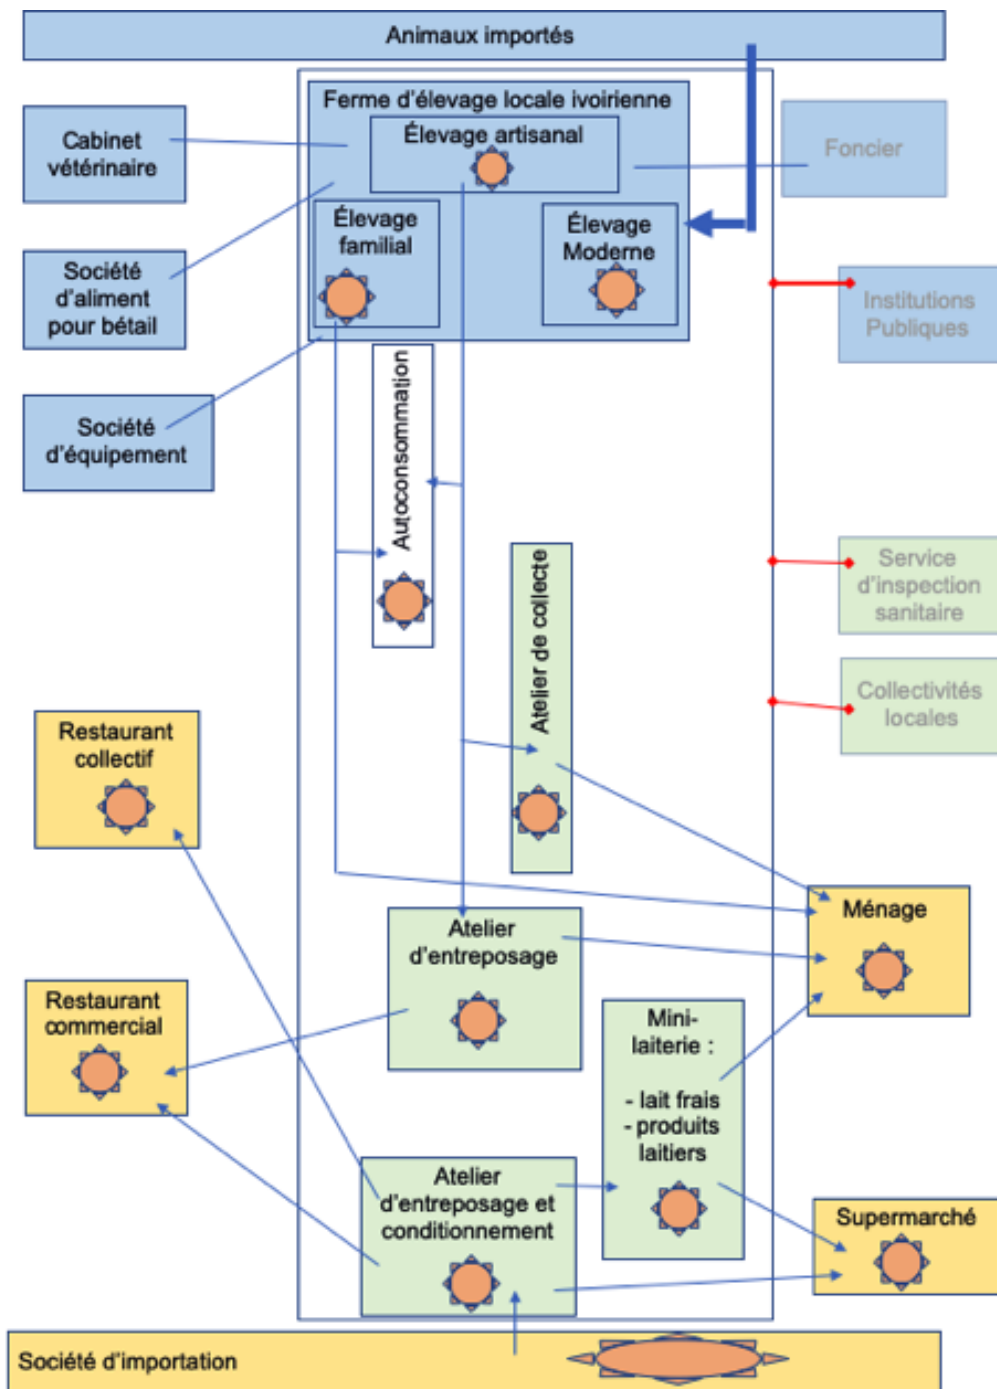 Animaux importés
Ferme d'élevage locale ivoirienne
Élevage artisanal
Cabinet
vétérinaire
Foncier
Élevage
familial
Élevage
Moderne
Société
d'aliment
pour bétail
Institutions
Publiques
Société
d'équipement
Autoconsommation
Atelier de collecte
Service
d'inspection
sanitaire
Collectivités
locales
Restaurant
collectif
Ménage
Atelier
d'entreposage
Restaurant
commercial
Mini-
laiterie :
- lait frais
- produits
laitiers
Atelier
d'entreposage et
conditionnement
Supermarché
Société d'importation